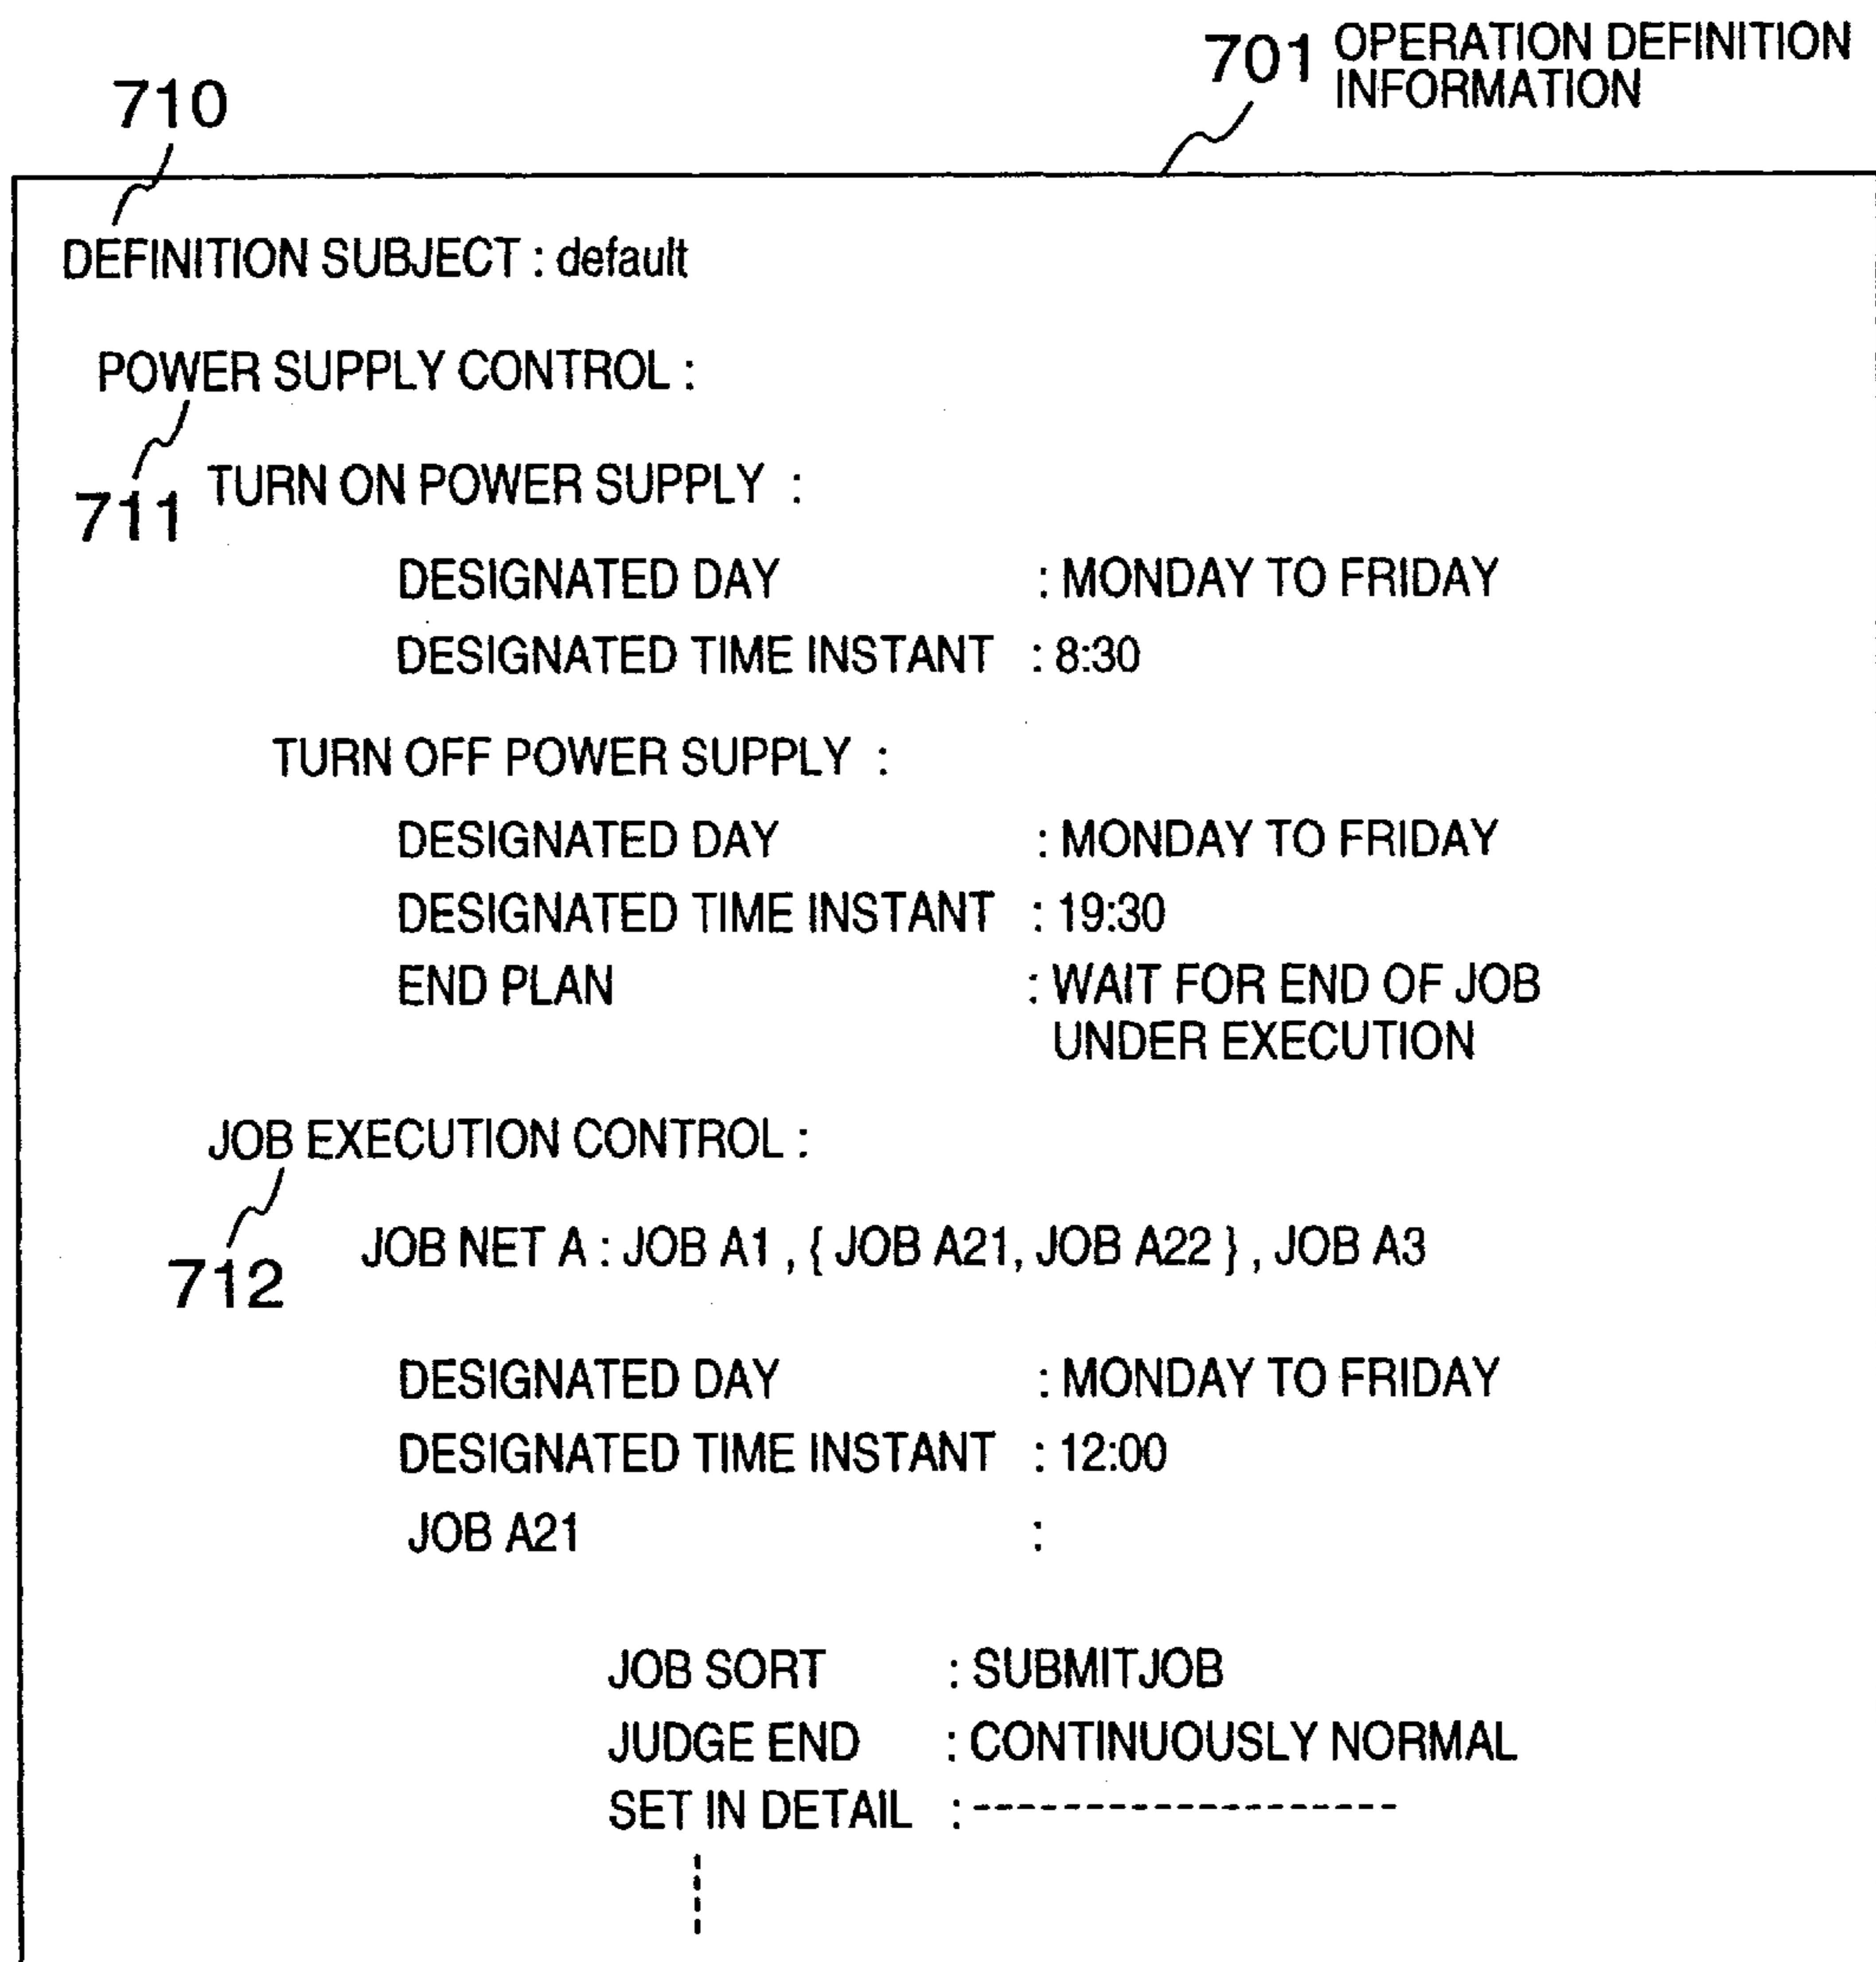 701 OPERATION DEFINITION
INFORMATION
710
DEFINITION SUBJECT : default
POWER SUPPLY CONTROL :
711
TURN ON POWER SUPPLY :
DESIGNATED DAY : MONDAY TO FRIDAY
DESIGNATED TIME INSTANT : 8:30
TURN OFF POWER SUPPLY :
DESIGNATED DAY : MONDAY TO FRIDAY
DESIGNATED TIME INSTANT : 19:30
END PLAN : WAIT FOR END OF JOB
UNDER EXECUTION
JOB EXECUTION CONTROL :
712
JOB NET A : JOB A1 , { JOB A21, JOB A22 } , JOB A3
DESIGNATED DAY : MONDAY TO FRIDAY
DESIGNATED TIME INSTANT : 12:00
JOB A21 :
JOB SORT : SUBMITJOB
JUDGE END : CONTINUOUSLY NORMAL
SET IN DETAIL : --------------------